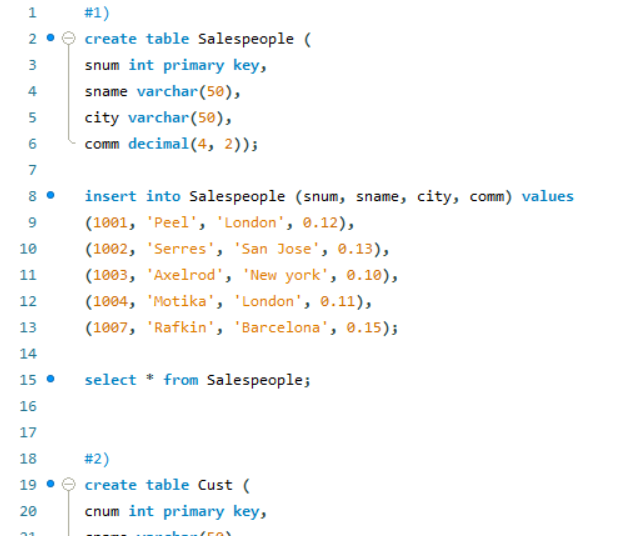 1 #1)
2 create table Salespeople (
3 snum int primary key,
4 sname varchar(50),
5 city varchar(50),
6 comm decimal(4, 2));
7
8 insert into Salespeople (snum, sname, city, comm) values
9 (1001, 'Peel', 'London', 0.12),
10 (1002, 'Serres', 'San Jose', 0.13),
11 (1003, 'Axelrod', 'New york', 0.10),
12 (1004, 'Motika', 'London', 0.11),
13 (1007, 'Rafkin', 'Barcelona', 0.15);
14
15 select * from Salespeople;
16
17
18 #2)
19 create table Cust (
20 cnum int primary key,
21 cname varchar(50)